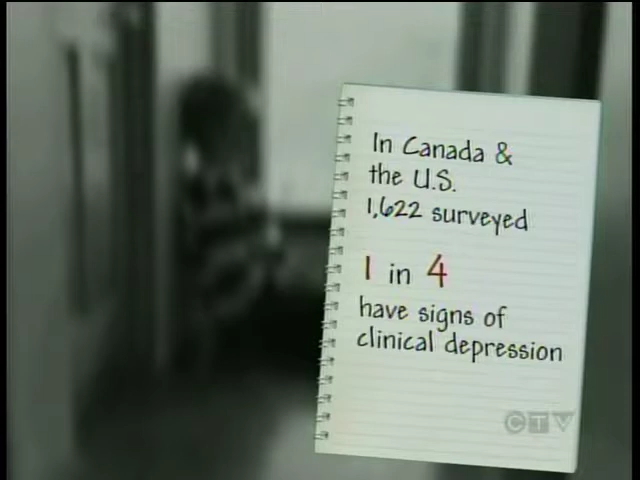 In Canada &
the U.S.
1,622 surveyed
1 in 4
have signs of
clinical depression
CTV